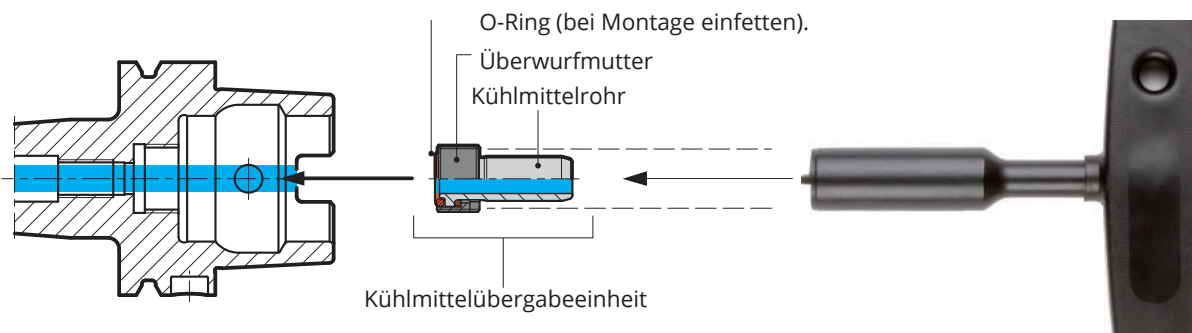 O-Ring (bei Montage einfetten).
Überwurfmutter
Kühlmittelrohr
Kühlmittelübergabeeinheit